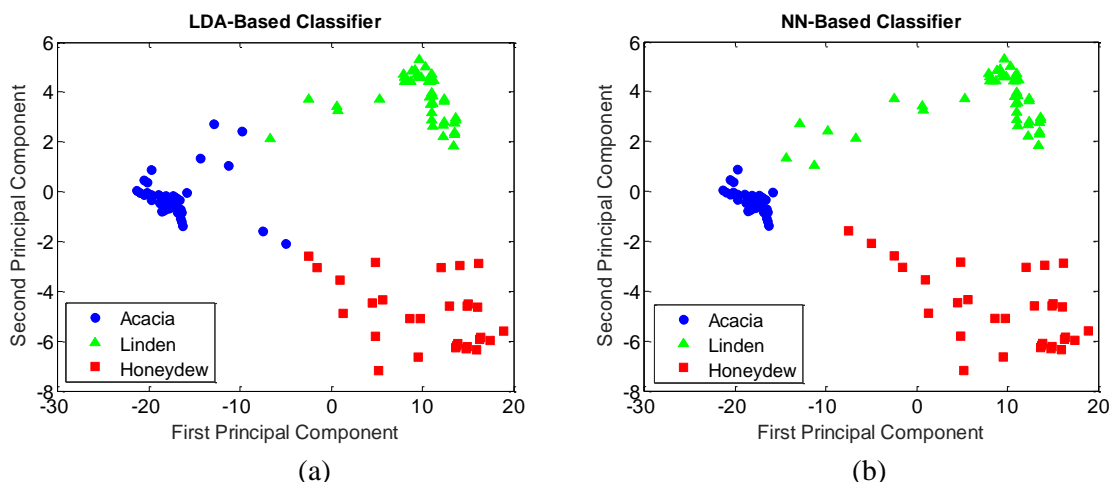 LDA-Based Classifier
6
4
2
0
-2
-4
-6
-8
-30
-20
-10
0
10
20
Second Principal Component
First Principal Component
Acacia
Linden
Honeydew
(a)
NN-Based Classifier
6
4
2
0
-2
-4
-6
-8
-30
-20
-10
0
10
20
Second Principal Component
First Principal Component
Acacia
Linden
Honeydew
(b)